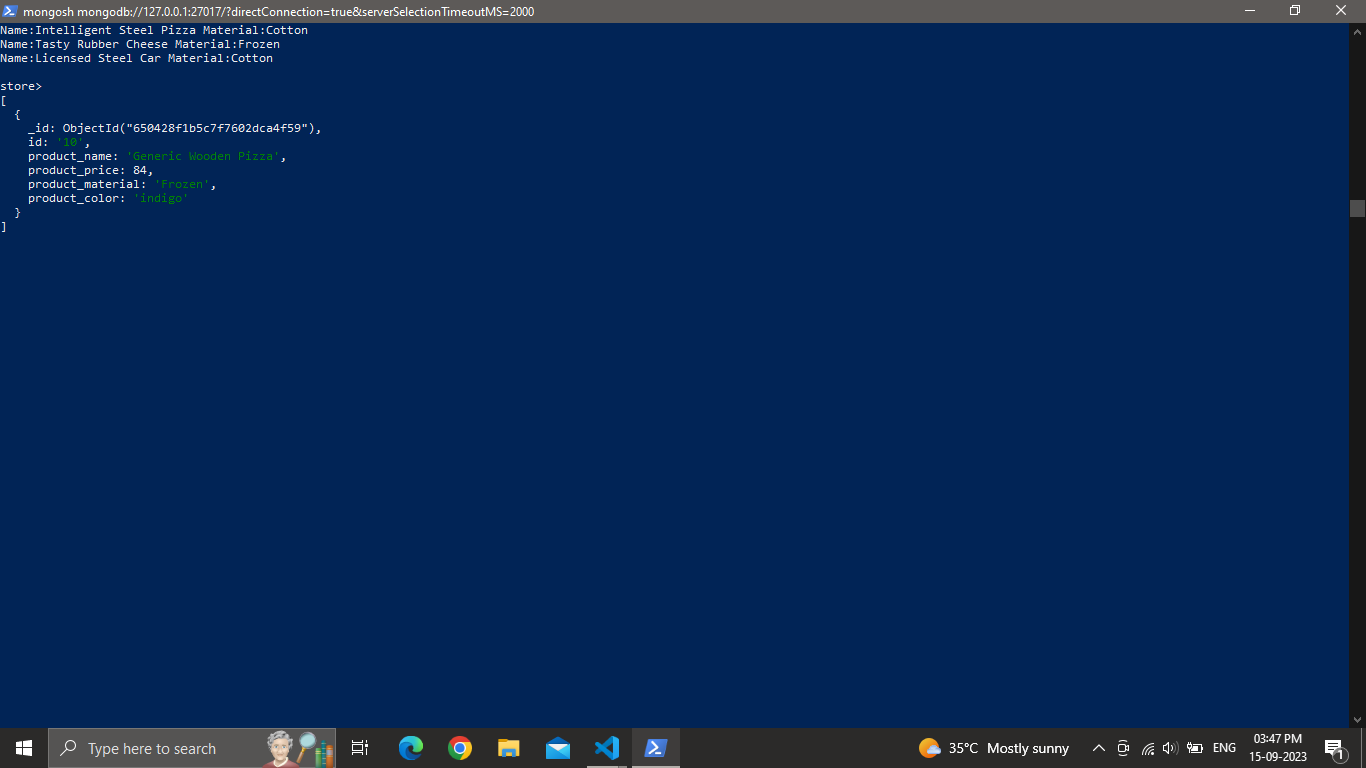 mongosh mongodb://127.0.0.1:27017/?directConnection=true&serverSelectionTimeoutMS=2000
Name:Intelligent Steel Pizza Material:Cotton
Name:Tasty Rubber Cheese Material:Frozen
Name:Licensed Steel Car Material:Cotton
store>
[
  {
    _id: ObjectId("650428f1b5c7f7602dca4f59"),
    id: '10',
    product_name: 'Generic Wooden Pizza',
    product_price: 84,
    product_material: 'Frozen',
    product_color: 'indigo'
  }
]
Type here to search
35°C Mostly sunny
ENG
03:47 PM
15-09-2023
1